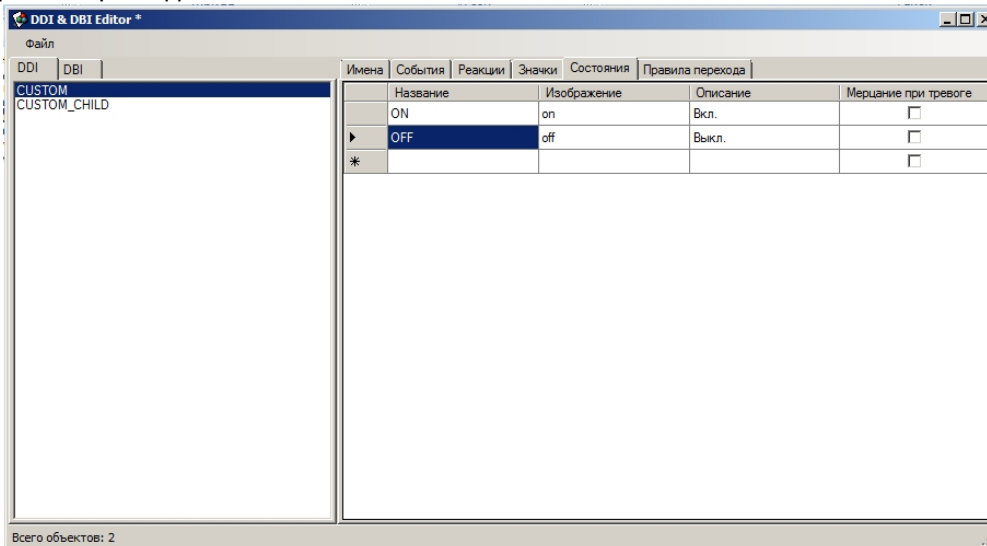 DDI & DBI Editor *
Файл
DDI DBI
CUSTOM
CUSTOM_CHILD
Имена События Реакции Значки Состояния Правила перехода
Название Изображение Описание Мерцание при тревоге
ON on Вкл.
OFF off Выкл.
Всего объектов: 2